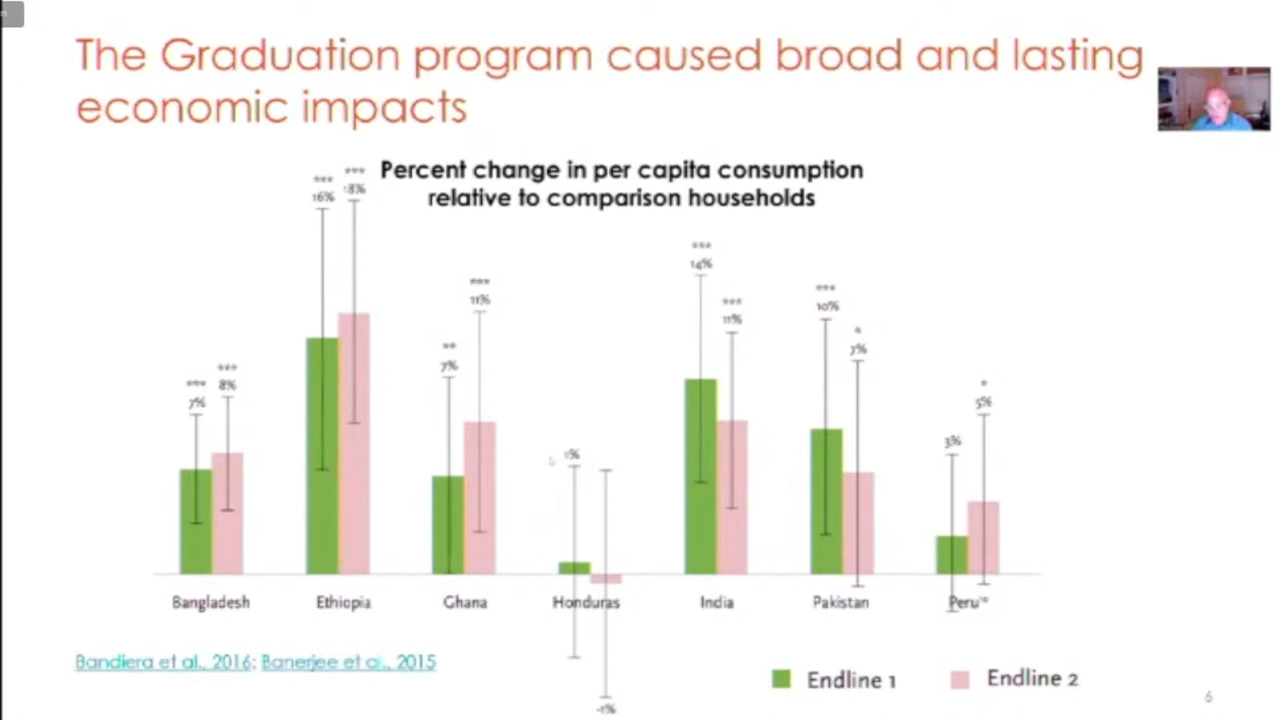 The Graduation program caused broad and lasting
economic impacts
Percent change in per capita consumption
relative to comparison households
*** 7%
*** 8%
*** 16%
*** 18%
** 7%
*** 11%
1%
-1%
*** 14%
*** 11%
*** 10%
* 7%
3%
* 5%
Bangladesh Ethiopia Ghana Honduras India Pakistan Peru
Bandiera et al., 2016; Banerjee et al., 2015
Endline 1 Endline 2
6